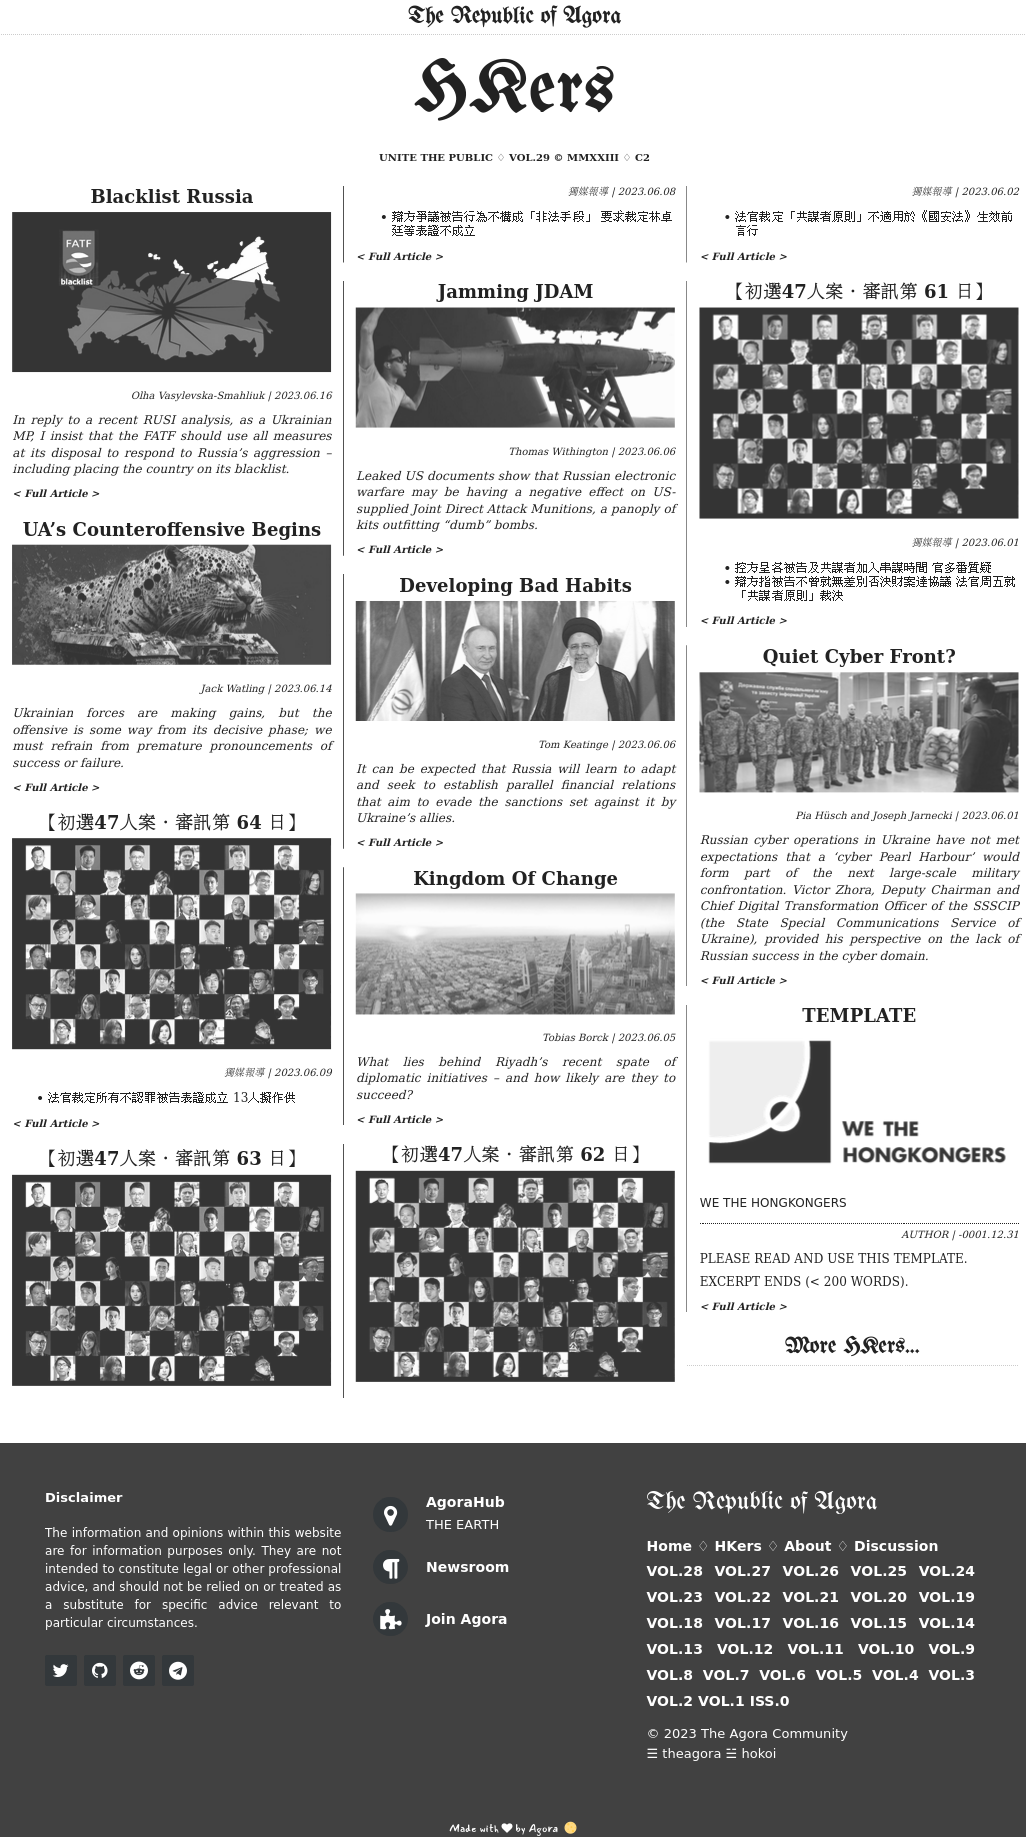 The Republic of Agora
HKers
UNITE THE PUBLIC ♢ VOL.29 © MMXXIII ♢ C2
Blacklist Russia
FATF
blacklist
Olha Vasylevska-Smahliuk | 2023.06.16
In reply to a recent RUSI analysis, as a Ukrainian
MP, I insist that the FATF should use all measures
at its disposal to respond to Russia’s aggression –
including placing the country on its blacklist.
< Full Article >
UA’s Counteroffensive Begins
Jack Watling | 2023.06.14
Ukrainian forces are making gains, but the
offensive is some way from its decisive phase; we
must refrain from premature pronouncements of
success or failure.
< Full Article >
【初選47人案・審訊第 64 日】
獨媒報導 | 2023.06.09
• 法官裁定所有不認罪被告表證成立 13人擬作供
< Full Article >
【初選47人案・審訊第 63 日】
獨媒報導 | 2023.06.08
• 辯方爭議被告行為不構成「非法手段」 要求裁定林卓
廷等表證不成立
< Full Article >
Jamming JDAM
Thomas Withington | 2023.06.06
Leaked US documents show that Russian electronic
warfare may be having a negative effect on US-
supplied Joint Direct Attack Munitions, a panoply of
kits outfitting “dumb” bombs.
< Full Article >
Developing Bad Habits
Tom Keatinge | 2023.06.06
It can be expected that Russia will learn to adapt
and seek to establish parallel financial relations
that aim to evade the sanctions set against it by
Ukraine’s allies.
< Full Article >
Kingdom Of Change
Tobias Borck | 2023.06.05
What lies behind Riyadh’s recent spate of
diplomatic initiatives – and how likely are they to
succeed?
< Full Article >
【初選47人案・審訊第 62 日】
獨媒報導 | 2023.06.02
• 法官裁定「共謀者原則」不適用於《國安法》生效前
言行
< Full Article >
【初選47人案・審訊第 61 日】
獨媒報導 | 2023.06.01
• 控方呈各被告及共謀者加入串謀時間 官多番質疑
• 辯方指被告不曾就無差別否決財案達協議 法官周五就
「共謀者原則」裁決
< Full Article >
Quiet Cyber Front?
Державна служба спеціального зв'язку
та захисту інформації України
Pia Hüsch and Joseph Jarnecki | 2023.06.01
Russian cyber operations in Ukraine have not met
expectations that a ‘cyber Pearl Harbour’ would
form part of the next large-scale military
confrontation. Victor Zhora, Deputy Chairman and
Chief Digital Transformation Officer of the SSSCIP
(the State Special Communications Service of
Ukraine), provided his perspective on the lack of
Russian success in the cyber domain.
< Full Article >
TEMPLATE
WE THE
HONGKONGERS
WE THE HONGKONGERS
AUTHOR | -0001.12.31
PLEASE READ AND USE THIS TEMPLATE.
EXCERPT ENDS (< 200 WORDS).
< Full Article >
More HKers...
Disclaimer
The information and opinions within this website
are for information purposes only. They are not
intended to constitute legal or other professional
advice, and should not be relied on or treated as
a substitute for specific advice relevant to
particular circumstances.
AgoraHub
THE EARTH
Newsroom
Join Agora
The Republic of Agora
Home ♢ HKers ♢ About ♢ Discussion
VOL.28 VOL.27 VOL.26 VOL.25 VOL.24
VOL.23 VOL.22 VOL.21 VOL.20 VOL.19
VOL.18 VOL.17 VOL.16 VOL.15 VOL.14
VOL.13 VOL.12 VOL.11 VOL.10 VOL.9
VOL.8 VOL.7 VOL.6 VOL.5 VOL.4 VOL.3
VOL.2 VOL.1 ISS.0
© 2023 The Agora Community
☰ theagora ☱ hokoi
Made with ♥ by Agora